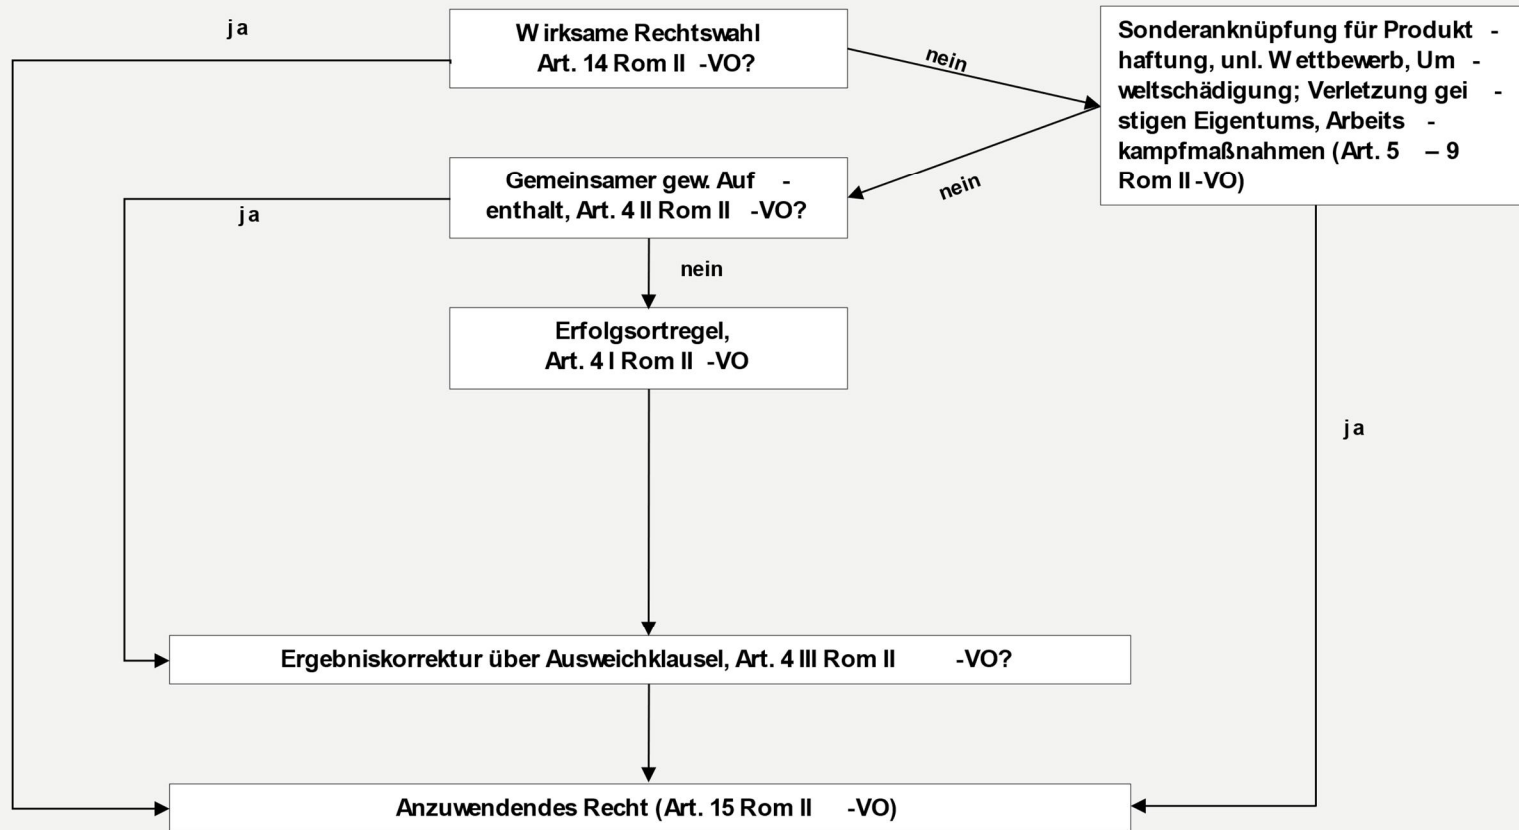 ja
Wirksame Rechtswahl
Art. 14 Rom II -VO?
nein
Sonderanknüpfung für Produkt -
haftung, unl. Wettbewerb, Um -
weltschädigung; Verletzung gei -
stigen Eigentums, Arbeits -
kampfmaßnahmen (Art. 5 – 9
Rom II -VO)
nein
Gemeinsamer gew. Auf -
enthalt, Art. 4 II Rom II -VO?
ja
nein
Erfolgsortregel,
Art. 4 I Rom II -VO
ja
Ergebniskorrektur über Ausweichklausel, Art. 4 III Rom II -VO?
Anzuwendendes Recht (Art. 15 Rom II -VO)